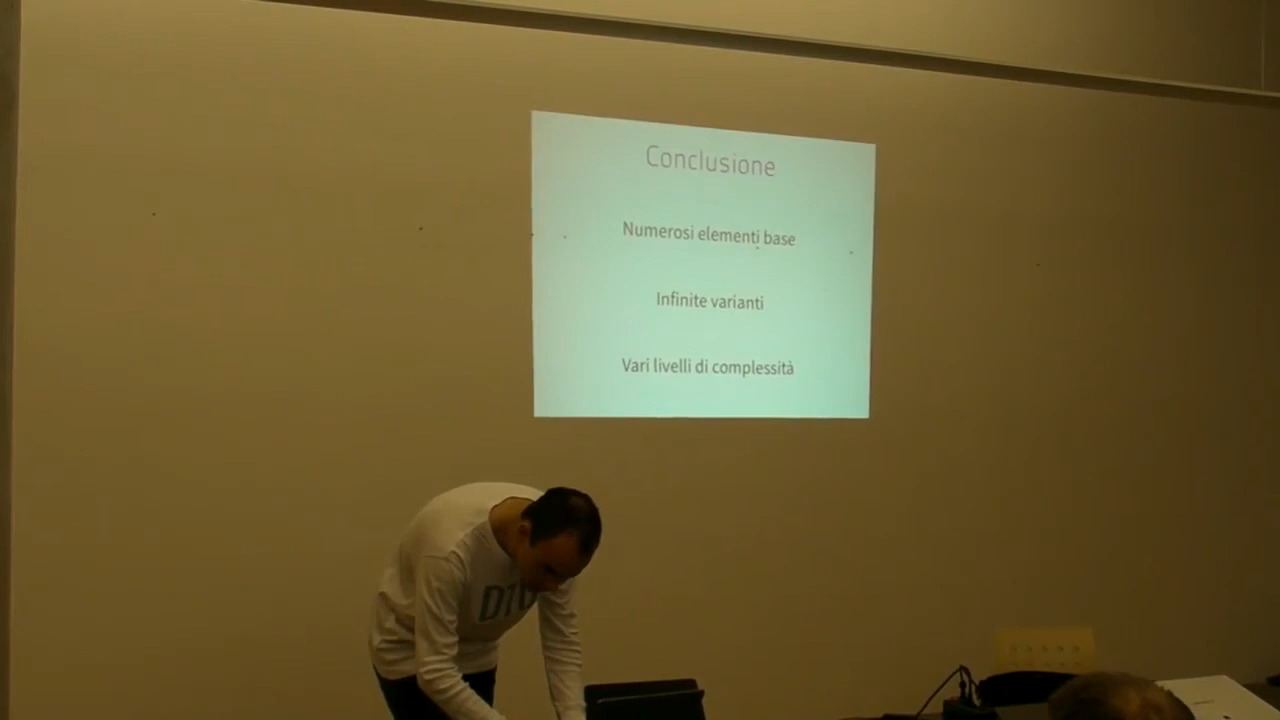 Conclusione
Numerosi elementi base
Infinite varianti
Vari livelli di complessità